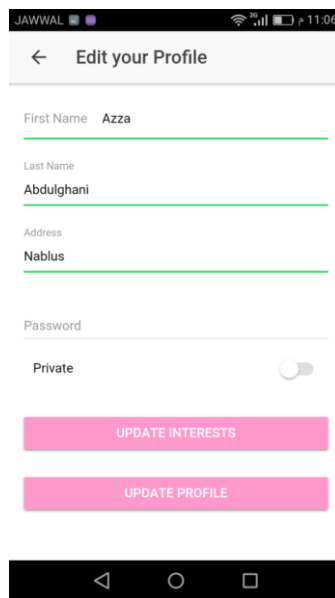 JAWWAL 2G م 11:06
Edit your Profile
First Name Azza
Last Name
Abdulghani
Address
Nablus
Password
Private
UPDATE INTERESTS
UPDATE PROFILE